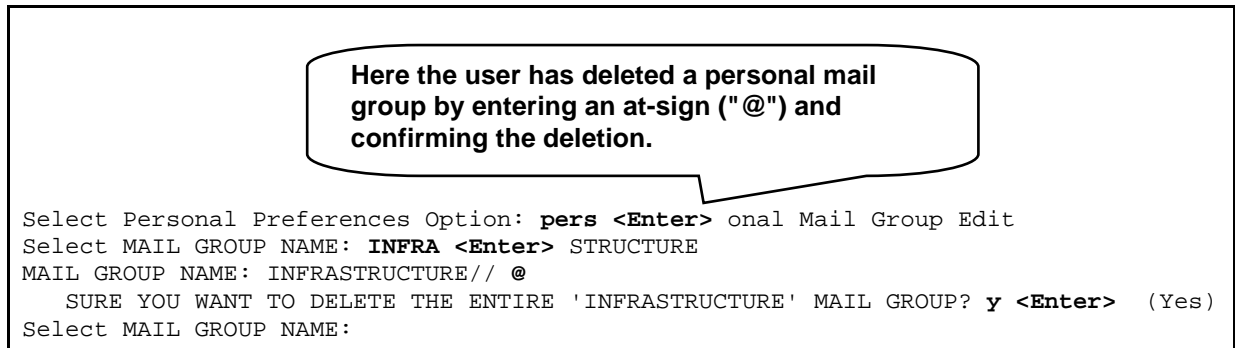 Here the user has deleted a personal mail
group by entering an at-sign ("@") and
confirming the deletion.
Select Personal Preferences Option: pers <Enter> onal Mail Group Edit
Select MAIL GROUP NAME: INFRA <Enter> STRUCTURE
MAIL GROUP NAME: INFRASTRUCTURE// @
   SURE YOU WANT TO DELETE THE ENTIRE 'INFRASTRUCTURE' MAIL GROUP? y <Enter>  (Yes)
Select MAIL GROUP NAME: